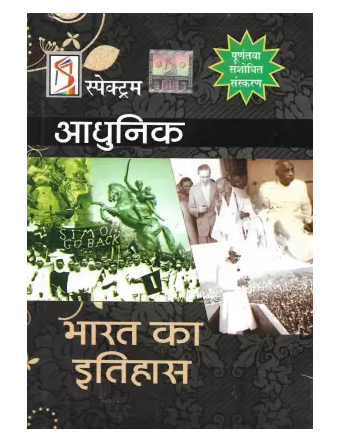 स्पेक्ट्रम
पूर्णतया
संशोधित
संस्करण
आधुनिक
SIMON
GO BACK
भारत का
इतिहास